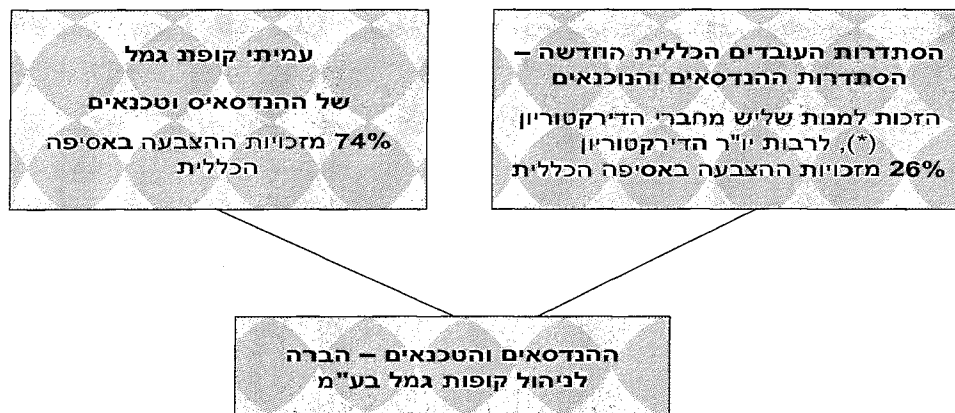 הסתדרות העובדים הכללית החדשה –
הסתדרות ההנדסאים והטכנאים
הזכות למנות שליש מחברי הדירקטוריון
(*), לרבות יו"ר הדירקטוריון
26% מזכויות ההצבעה באסיפה הכללית
עמיתי קופות גמל
של ההנדסאים וטכנאים
74% מזכויות ההצבעה באסיפה
הכללית
ההנדסאים והטכנאים – חברה
לניהול קופות גמל בע"מ